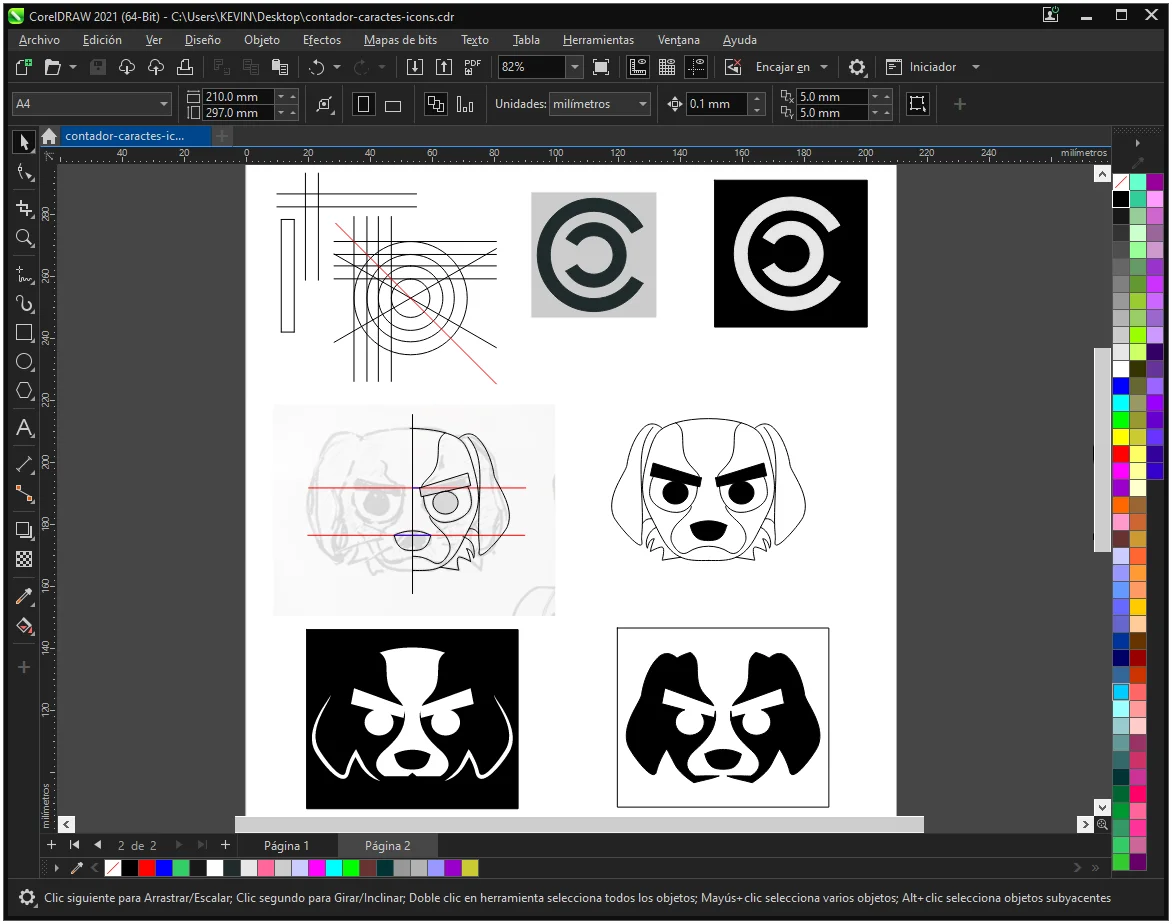 CorelDRAW 2021 (64-Bit) - C:\Users\KEVIN\Desktop\contador-caractes-icons.cdr
Archivo Edición Ver Diseño Objeto Efectos Mapas de bits Texto Tabla Herramientas Ventana Ayuda
PDF 82% Encajar en Iniciador
A4 210.0 mm 297.0 mm Unidades: milímetros 0.1 mm 5.0 mm 5.0 mm
contador-caractes-ic...
40 20 0 20 40 60 80 100 120 140 160 180 200 220 240 milímetros
280
260
240
220
200
180
160
140
120
milímetros
2 de 2 Página 1 Página 2
Clic siguiente para Arrastrar/Escalar; Clic segundo para Girar/Inclinar; Doble clic en herramienta selecciona todos los objetos; Mayús+clic selecciona varios objetos; Alt+clic selecciona objetos subyacentes